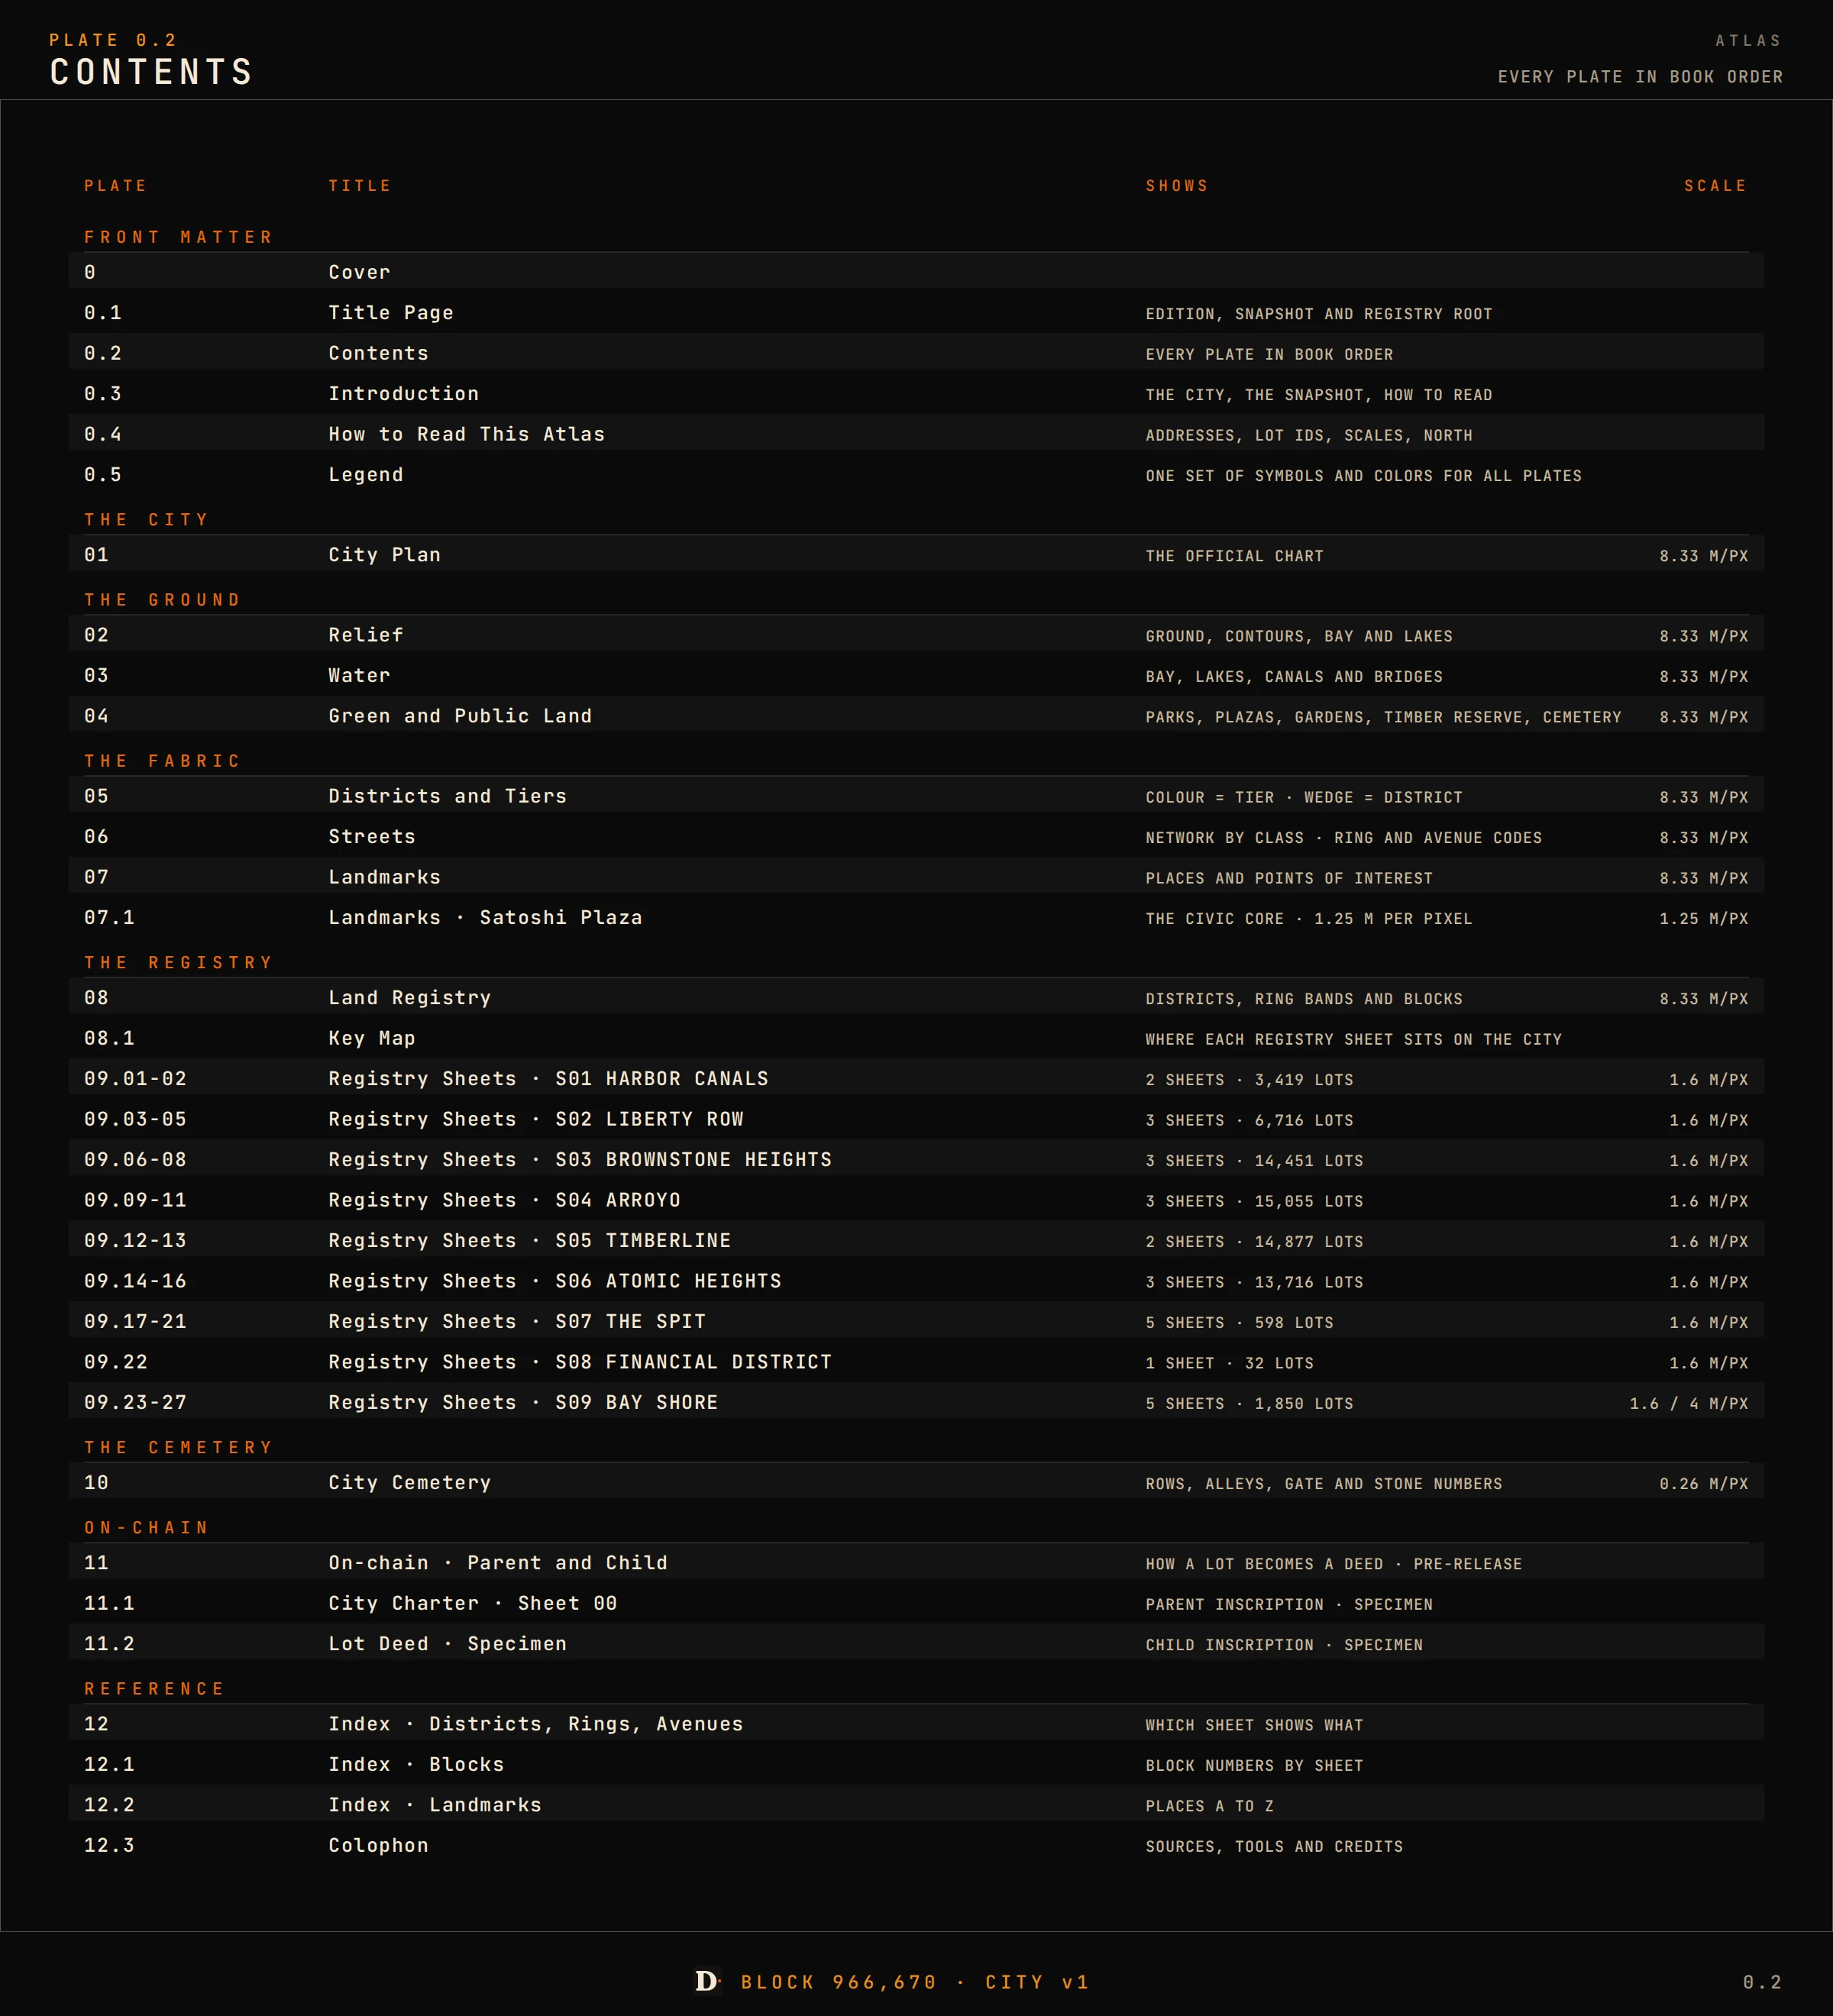 PLATE 0.2
CONTENTS
ATLAS
EVERY PLATE IN BOOK ORDER
PLATE TITLE SHOWS SCALE
FRONT MATTER
0 Cover
0.1 Title Page EDITION, SNAPSHOT AND REGISTRY ROOT
0.2 Contents EVERY PLATE IN BOOK ORDER
0.3 Introduction THE CITY, THE SNAPSHOT, HOW TO READ
0.4 How to Read This Atlas ADDRESSES, LOT IDS, SCALES, NORTH
0.5 Legend ONE SET OF SYMBOLS AND COLORS FOR ALL PLATES
THE CITY
01 City Plan THE OFFICIAL CHART 8.33 M/PX
THE GROUND
02 Relief GROUND, CONTOURS, BAY AND LAKES 8.33 M/PX
03 Water BAY, LAKES, CANALS AND BRIDGES 8.33 M/PX
04 Green and Public Land PARKS, PLAZAS, GARDENS, TIMBER RESERVE, CEMETERY 8.33 M/PX
THE FABRIC
05 Districts and Tiers COLOUR = TIER · WEDGE = DISTRICT 8.33 M/PX
06 Streets NETWORK BY CLASS · RING AND AVENUE CODES 8.33 M/PX
07 Landmarks PLACES AND POINTS OF INTEREST 8.33 M/PX
07.1 Landmarks · Satoshi Plaza THE CIVIC CORE · 1.25 M PER PIXEL 1.25 M/PX
THE REGISTRY
08 Land Registry DISTRICTS, RING BANDS AND BLOCKS 8.33 M/PX
08.1 Key Map WHERE EACH REGISTRY SHEET SITS ON THE CITY
09.01-02 Registry Sheets · S01 HARBOR CANALS 2 SHEETS · 3,419 LOTS 1.6 M/PX
09.03-05 Registry Sheets · S02 LIBERTY ROW 3 SHEETS · 6,716 LOTS 1.6 M/PX
09.06-08 Registry Sheets · S03 BROWNSTONE HEIGHTS 3 SHEETS · 14,451 LOTS 1.6 M/PX
09.09-11 Registry Sheets · S04 ARROYO 3 SHEETS · 15,055 LOTS 1.6 M/PX
09.12-13 Registry Sheets · S05 TIMBERLINE 2 SHEETS · 14,877 LOTS 1.6 M/PX
09.14-16 Registry Sheets · S06 ATOMIC HEIGHTS 3 SHEETS · 13,716 LOTS 1.6 M/PX
09.17-21 Registry Sheets · S07 THE SPIT 5 SHEETS · 598 LOTS 1.6 M/PX
09.22 Registry Sheets · S08 FINANCIAL DISTRICT 1 SHEET · 32 LOTS 1.6 M/PX
09.23-27 Registry Sheets · S09 BAY SHORE 5 SHEETS · 1,850 LOTS 1.6 / 4 M/PX
THE CEMETERY
10 City Cemetery ROWS, ALLEYS, GATE AND STONE NUMBERS 0.26 M/PX
ON-CHAIN
11 On-chain · Parent and Child HOW A LOT BECOMES A DEED · PRE-RELEASE
11.1 City Charter · Sheet 00 PARENT INSCRIPTION · SPECIMEN
11.2 Lot Deed · Specimen CHILD INSCRIPTION · SPECIMEN
REFERENCE
12 Index · Districts, Rings, Avenues WHICH SHEET SHOWS WHAT
12.1 Index · Blocks BLOCK NUMBERS BY SHEET
12.2 Index · Landmarks PLACES A TO Z
12.3 Colophon SOURCES, TOOLS AND CREDITS
D BLOCK 966,670 · CITY v1
0.2